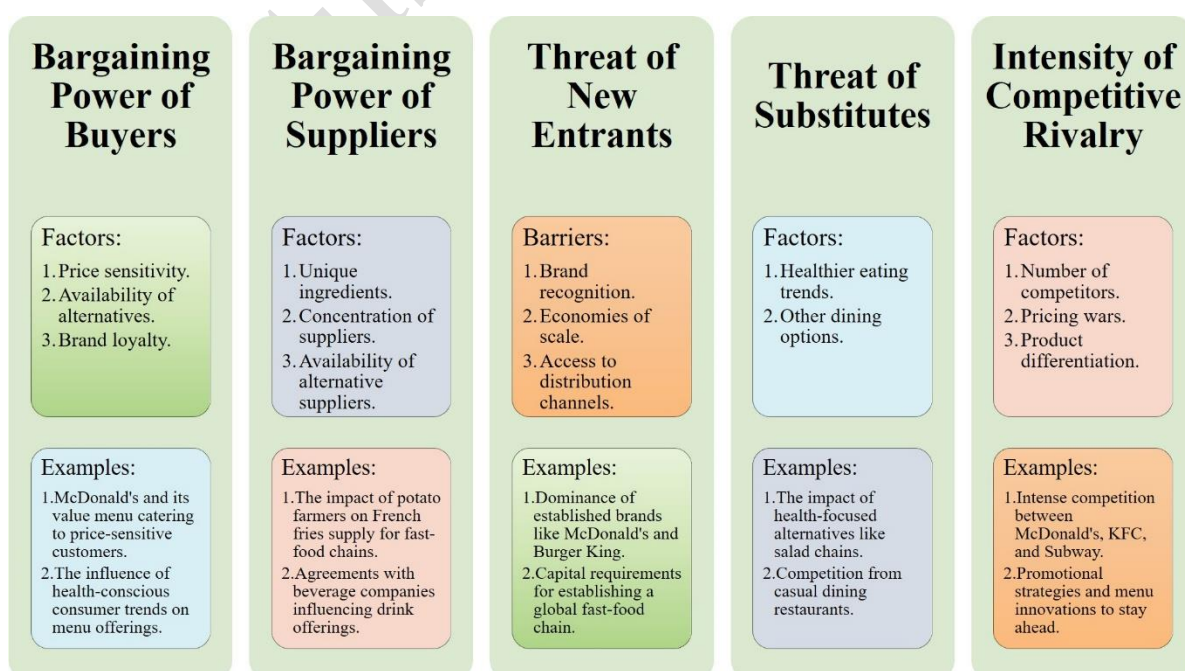 Bargaining
Power of
Buyers
Factors:
1. Price sensitivity.
2. Availability of
alternatives.
3. Brand loyalty.
Examples:
1. McDonald's and its
value menu catering
to price-sensitive
customers.
2. The influence of
health-conscious
consumer trends on
menu offerings.
Bargaining
Power of
Suppliers
Factors:
1. Unique
ingredients.
2. Concentration of
suppliers.
3. Availability of
alternative
suppliers.
Examples:
1. The impact of potato
farmers on French
fries supply for fast-
food chains.
2. Agreements with
beverage companies
influencing drink
offerings.
Threat of
New
Entrants
Barriers:
1. Brand
recognition.
2. Economies of
scale.
3. Access to
distribution
channels.
Examples:
1. Dominance of
established brands
like McDonald's and
Burger King.
2. Capital requirements
for establishing a
global fast-food
chain.
Threat of
Substitutes
Factors:
1. Healthier eating
trends.
2. Other dining
options.
Examples:
1. The impact of
health-focused
alternatives like
salad chains.
2. Competition from
casual dining
restaurants.
Intensity of
Competitive
Rivalry
Factors:
1. Number of
competitors.
2. Pricing wars.
3. Product
differentiation.
Examples:
1. Intense competition
between
McDonald's, KFC,
and Subway.
2. Promotional
strategies and menu
innovations to stay
ahead.